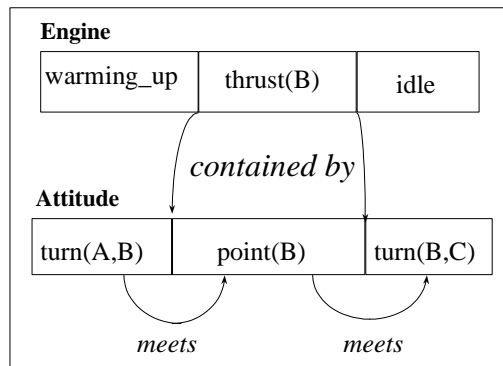 Engine
warming_up thrust(B) idle
contained by
Attitude
turn(A,B) point(B) turn(B,C)
meets meets